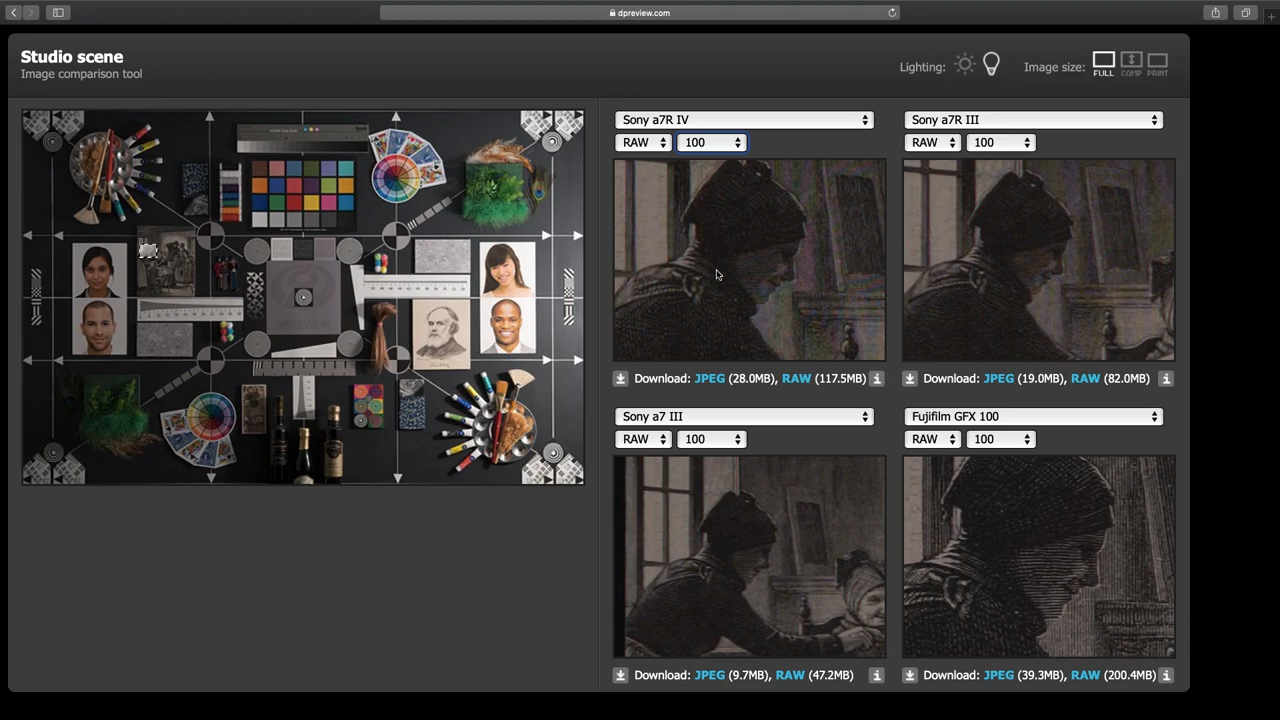 dpreview.com
Studio scene
Image comparison tool
Lighting:
Image size:
FULL
COMP
PRINT
Sony a7R IV
RAW
100
Sony a7R III
RAW
100
Download: JPEG (28.0MB), RAW (117.5MB)
Download: JPEG (19.0MB), RAW (82.0MB)
Sony a7 III
RAW
100
Fujifilm GFX 100
RAW
100
Download: JPEG (9.7MB), RAW (47.2MB)
Download: JPEG (39.3MB), RAW (200.4MB)
DPREVIEW